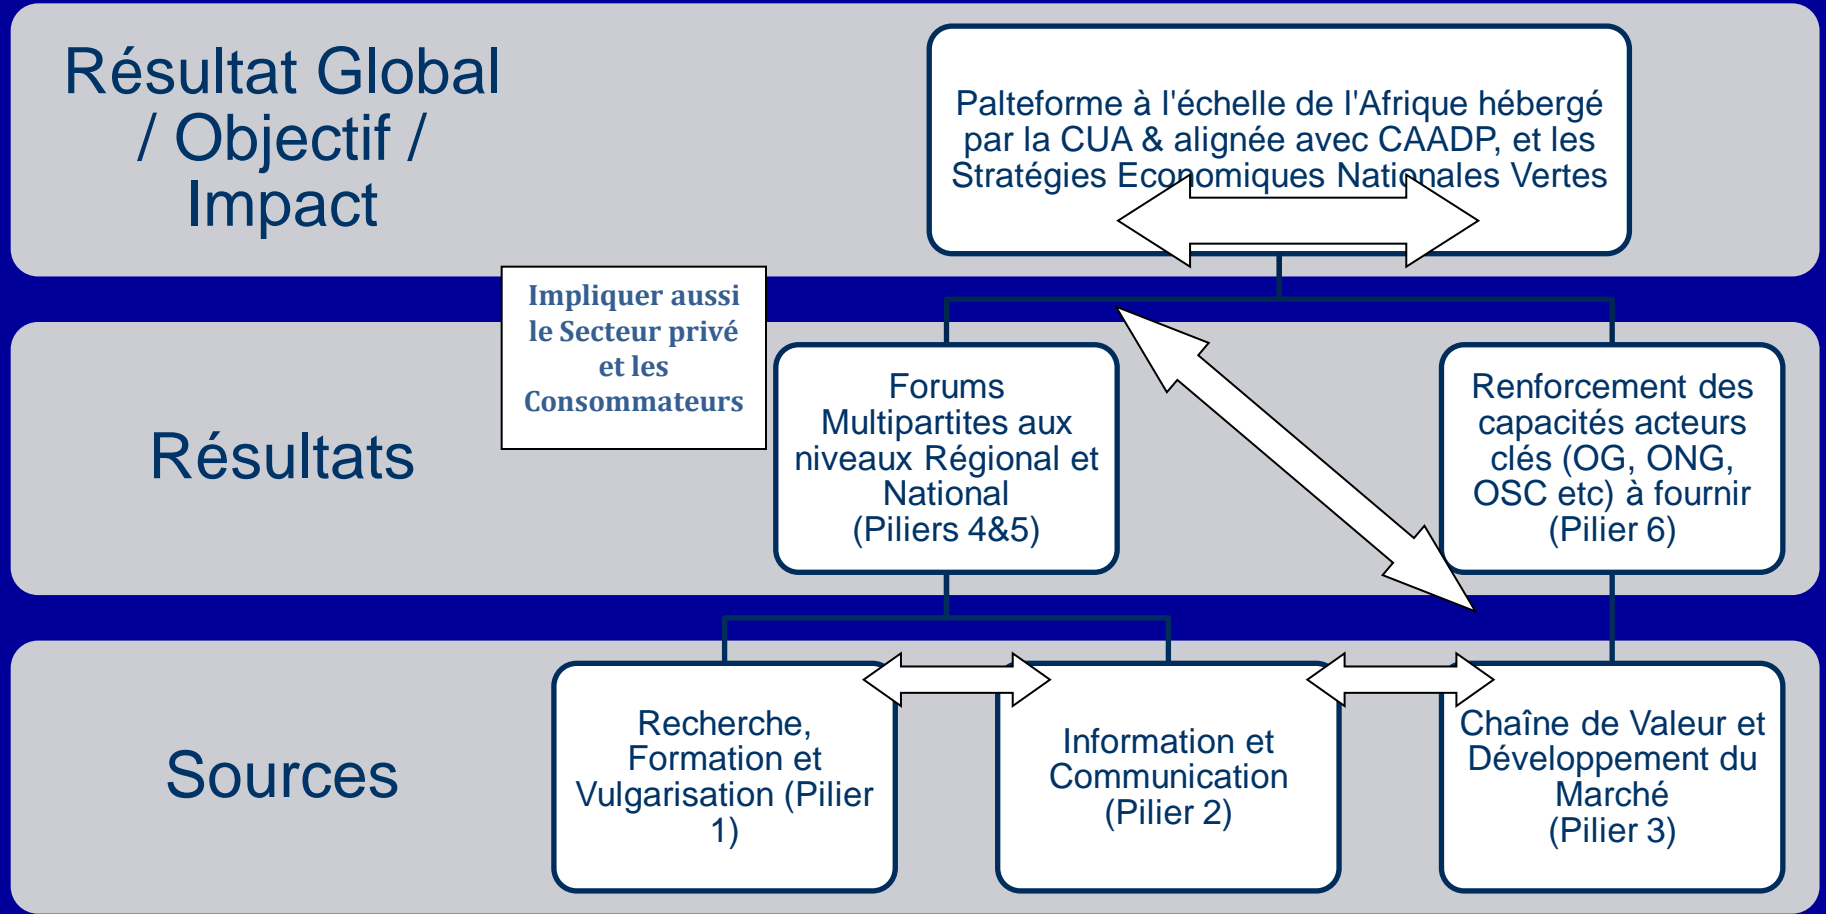 Résultat Global
/ Objectif /
Impact
Palteforme à l'échelle de l'Afrique hébergé
par la CUA & alignée avec CAADP, et les
Stratégies Economiques Nationales Vertes
Impliquer aussi
le Secteur privé
et les
Consommateurs
Résultats
Forums
Multipartites aux
niveaux Régional et
National
(Piliers 4&5)
Renforcement des
capacités acteurs
clés (OG, ONG,
OSC etc) à fournir
(Pilier 6)
Sources
Recherche,
Formation et
Vulgarisation (Pilier
1)
Information et
Communication
(Pilier 2)
Chaîne de Valeur et
Développement du
Marché
(Pilier 3)